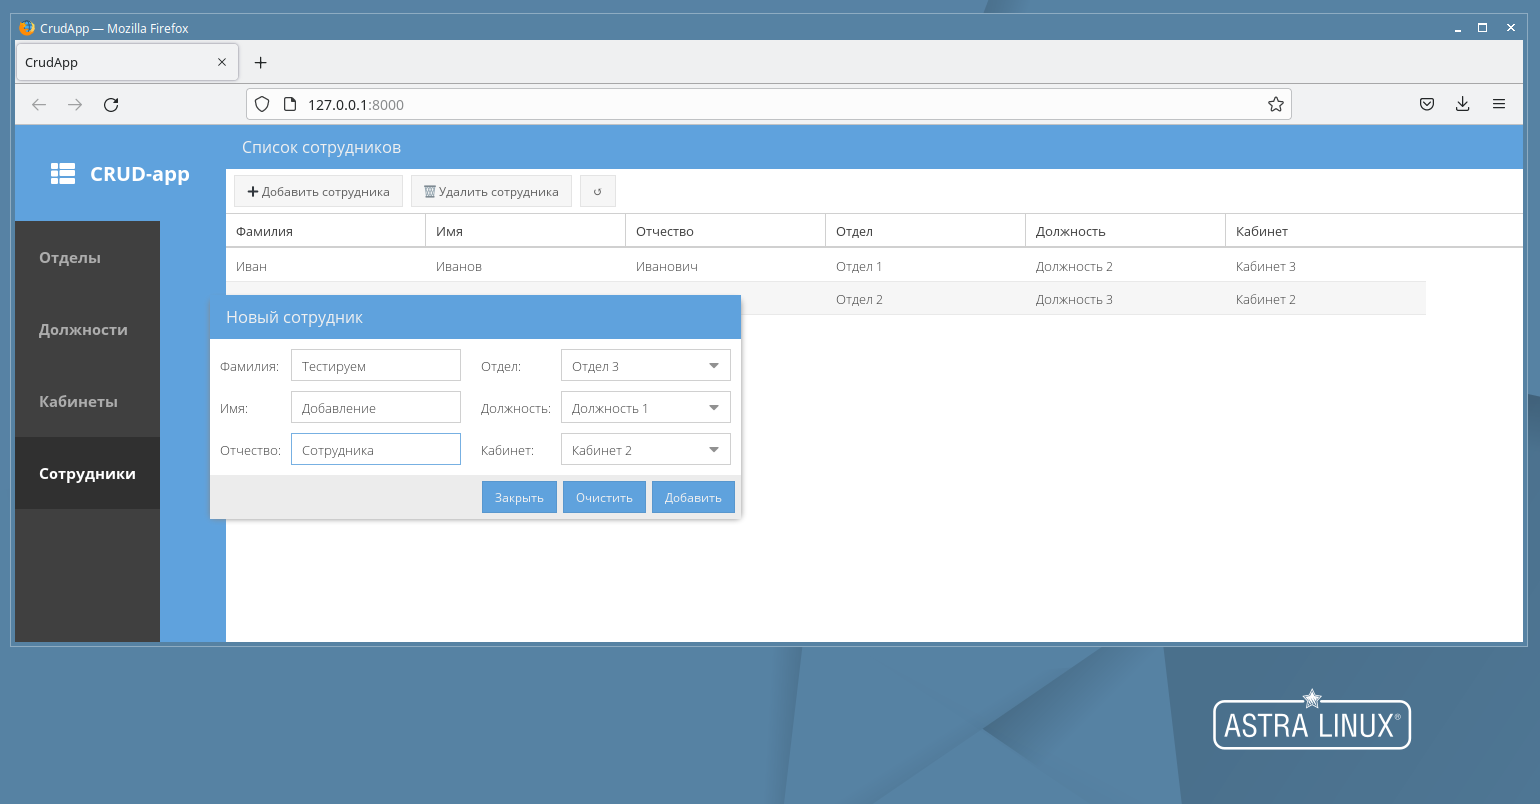 CrudApp — Mozilla Firefox
CrudApp
127.0.0.1:8000
CRUD-app
Список сотрудников
Добавить сотрудника Удалить сотрудника
Фамилия Имя Отчество Отдел Должность Кабинет
Иван Иванов Иванович Отдел 1 Должность 2 Кабинет 3
Отдел 2 Должность 3 Кабинет 2
Отделы
Должности
Кабинеты
Сотрудники
Новый сотрудник
Фамилия: Тестируем Отдел: Отдел 3
Имя: Добавление Должность: Должность 1
Отчество: Сотрудника Кабинет: Кабинет 2
Закрыть Очистить Добавить
ASTRA LINUX®